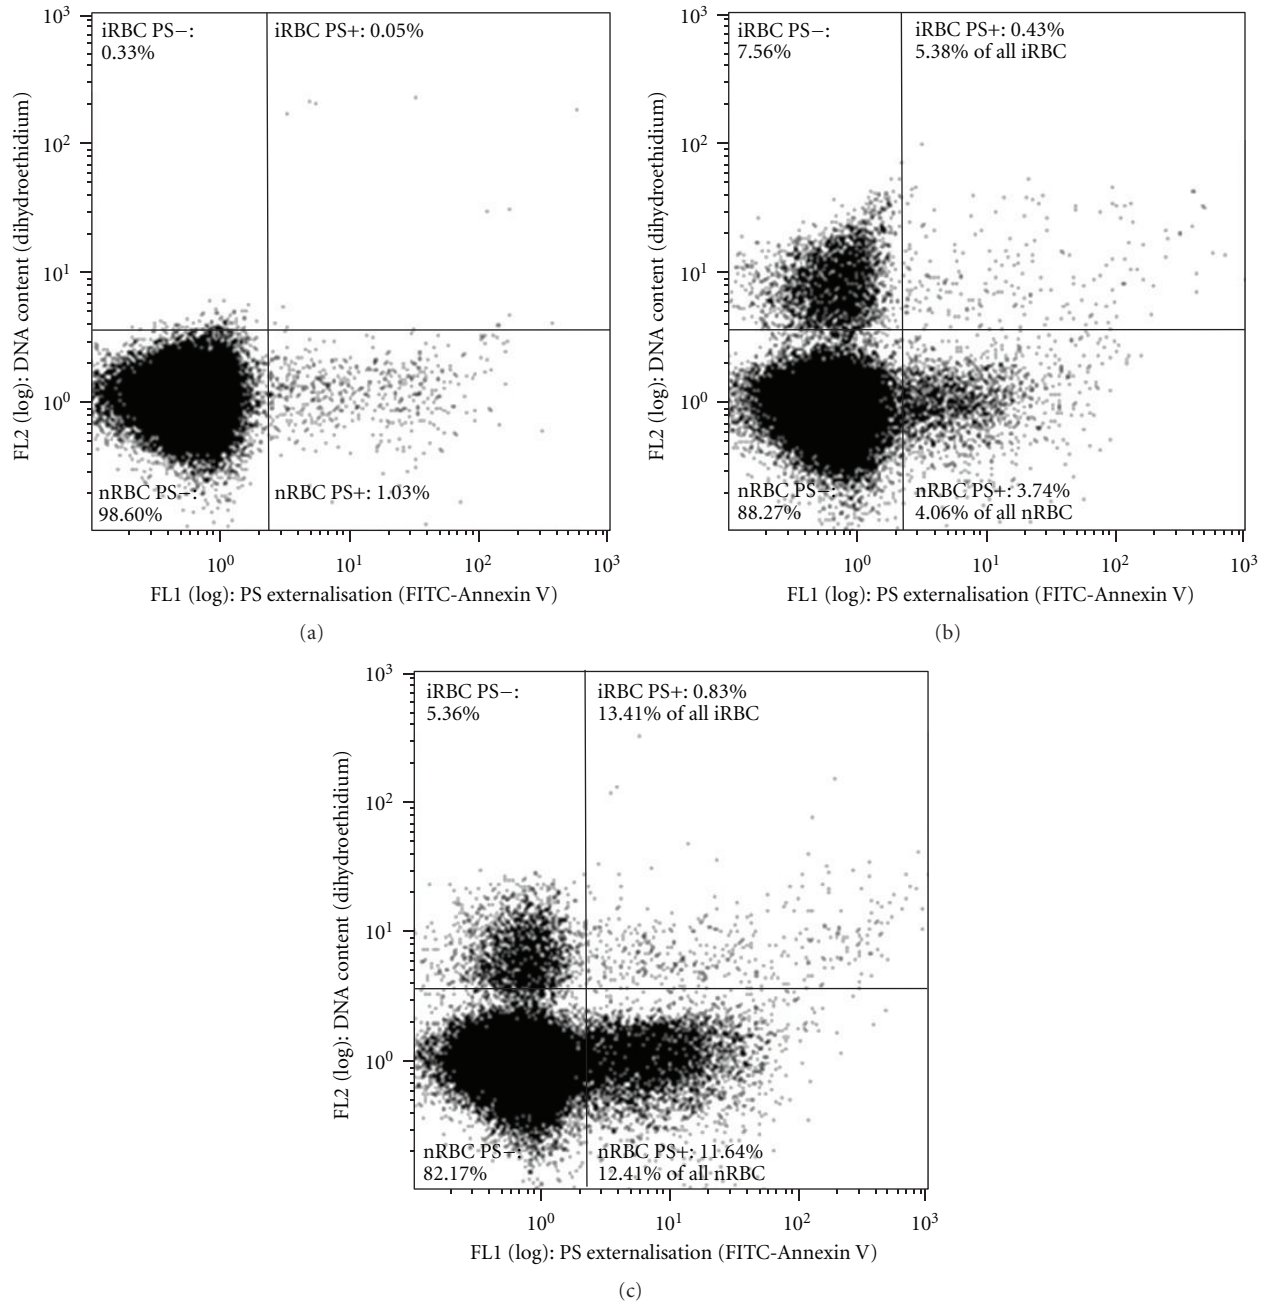 10³
10²
10¹
10⁰
FL2 (log): DNA content (dihydroethidium)
iRBC PS−:
0.33%
iRBC PS+: 0.05%
nRBC PS−:
98.60%
nRBC PS+: 1.03%
10⁰ 10¹ 10² 10³
FL1 (log): PS externalisation (FITC-Annexin V)
(a)
10³
10²
10¹
10⁰
FL2 (log): DNA content (dihydroethidium)
iRBC PS−:
7.56%
iRBC PS+: 0.43%
5.38% of all iRBC
nRBC PS−:
88.27%
nRBC PS+: 3.74%
4.06% of all nRBC
10⁰ 10¹ 10² 10³
FL1 (log): PS externalisation (FITC-Annexin V)
(b)
10³
10²
10¹
10⁰
FL2 (log): DNA content (dihydroethidium)
iRBC PS−:
5.36%
iRBC PS+: 0.83%
13.41% of all iRBC
nRBC PS−:
82.17%
nRBC PS+: 11.64%
12.41% of all nRBC
10⁰ 10¹ 10² 10³
FL1 (log): PS externalisation (FITC-Annexin V)
(c)